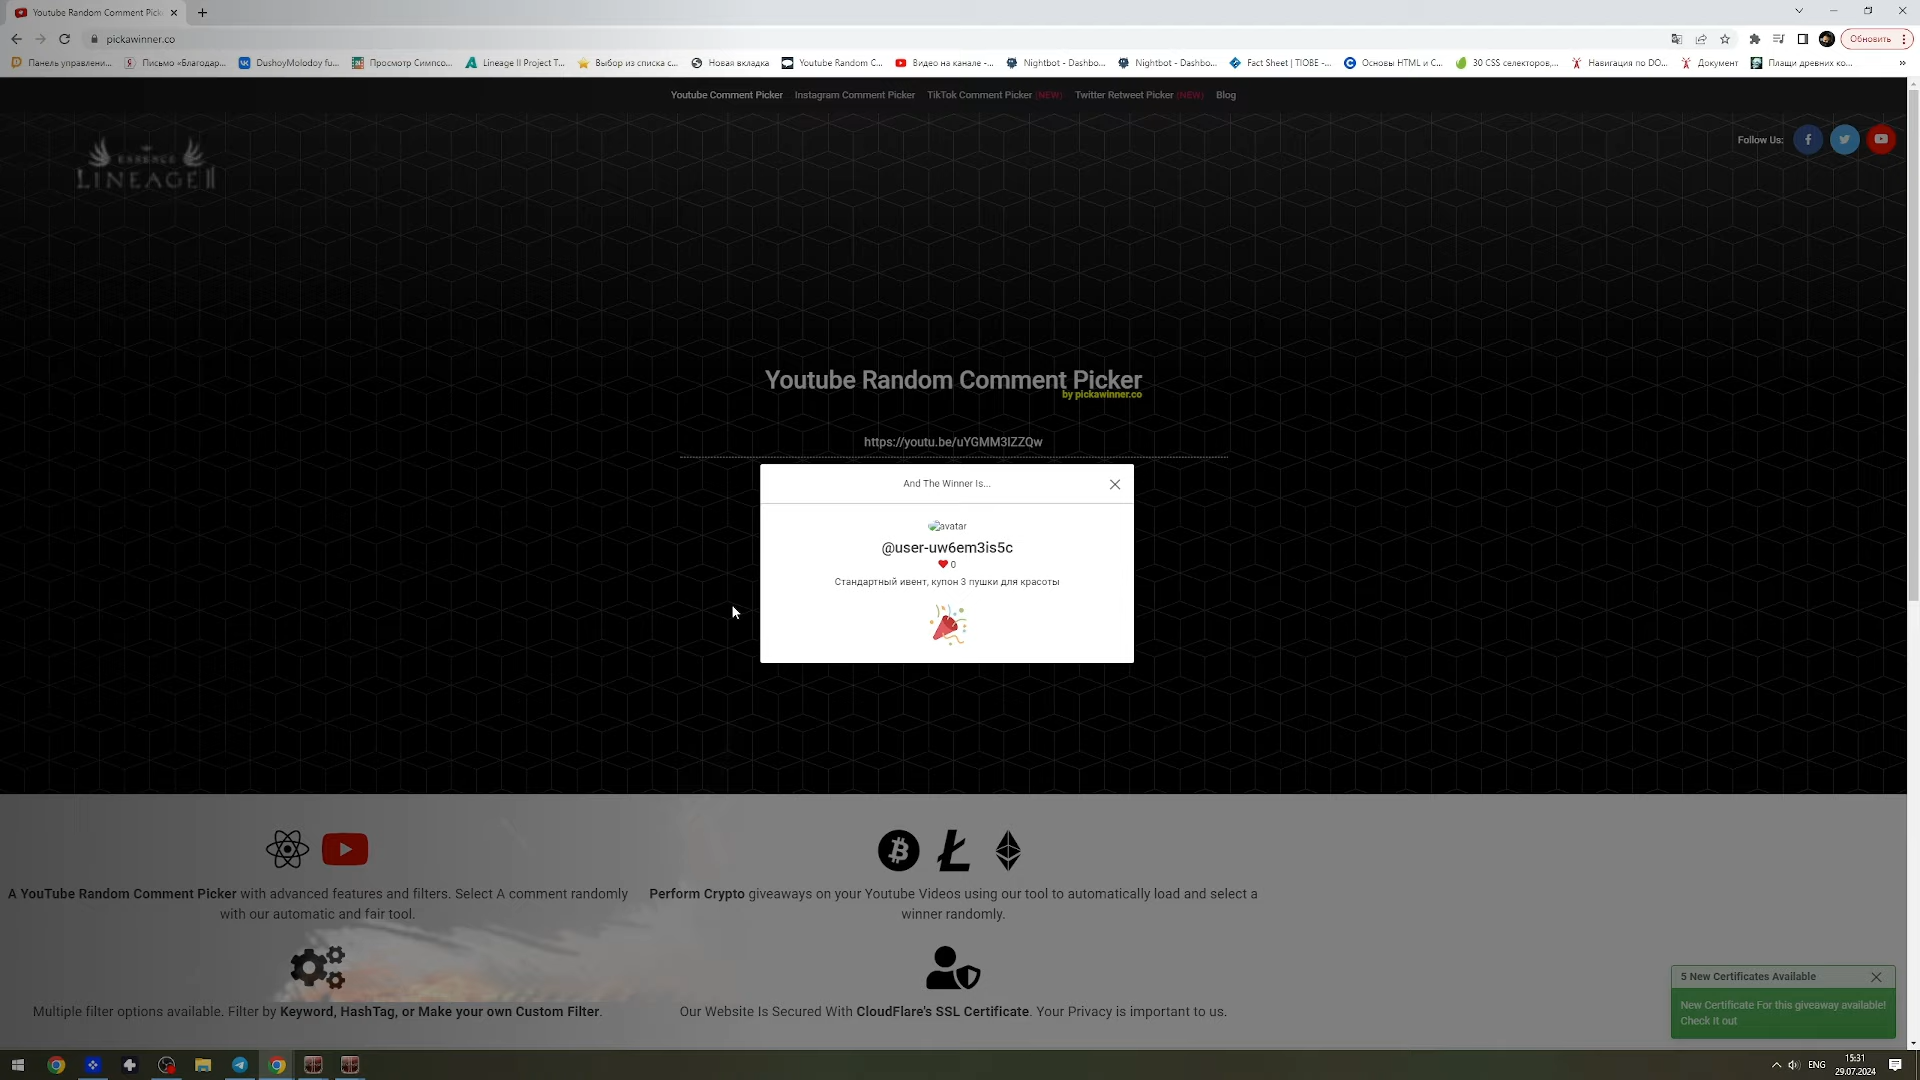 Youtube Random Comment Pick
pickawinner.co
Обновить
Панель управлени...
Письмо «Благодар...
DushoyMolodoy fu...
Просмотр Симпсо...
Lineage II Project T...
Выбор из списка с...
Новая вкладка
Youtube Random C...
Видео на канале -...
Nightbot - Dashbo...
Nightbot - Dashbo...
Fact Sheet | TIOBE -...
Основы HTML и C...
30 CSS селекторов,...
Навигация по DO...
Документ
Плащи древних ко...
Youtube Comment Picker
Instagram Comment Picker
TikTok Comment Picker (NEW)
Twitter Retweet Picker (NEW)
Blog
ESSENCE
LINEAGE II
Follow Us:
Youtube Random Comment Picker
by pickawinner.co
https://youtu.be/uYGMM3lZZQw
And The Winner Is...
avatar
@user-uw6em3is5c
0
Стандартный ивент, купон 3 пушки для красоты
A YouTube Random Comment Picker with advanced features and filters. Select A comment randomly
with our automatic and fair tool.
Perform Crypto giveaways on your Youtube Videos using our tool to automatically load and select a
winner randomly.
Multiple filter options available. Filter by Keyword, HashTag, or Make your own Custom Filter.
Our Website Is Secured With CloudFlare's SSL Certificate. Your Privacy is important to us.
5 New Certificates Available
New Certificate For this giveaway available!
Check It out
ENG
15:31
29.07.2024